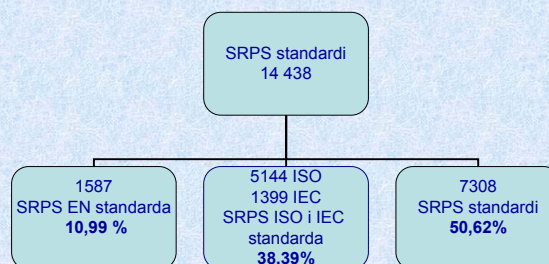 SRPS standardi
14 438
1587
SRPS EN standarda
10,99 %
5144 ISO
1399 IEC
SRPS ISO i IEC
standarda
38,39%
7308
SRPS standardi
50,62%